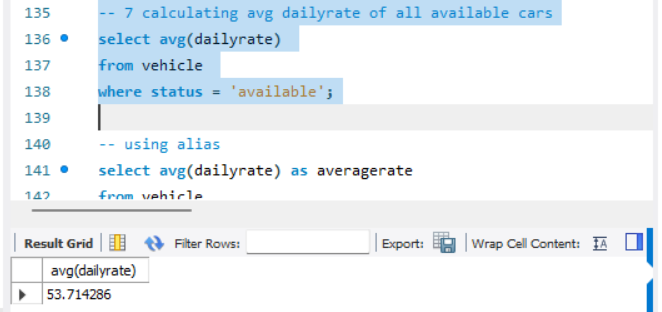 135 -- 7 calculating avg dailyrate of all available cars
136 select avg(dailyrate)
137 from vehicle
138 where status = 'available';
139
140 -- using alias
141 select avg(dailyrate) as averagerate
142 from vehicle
Result Grid Filter Rows: Export: Wrap Cell Content: IA
avg(dailyrate)
53.714286